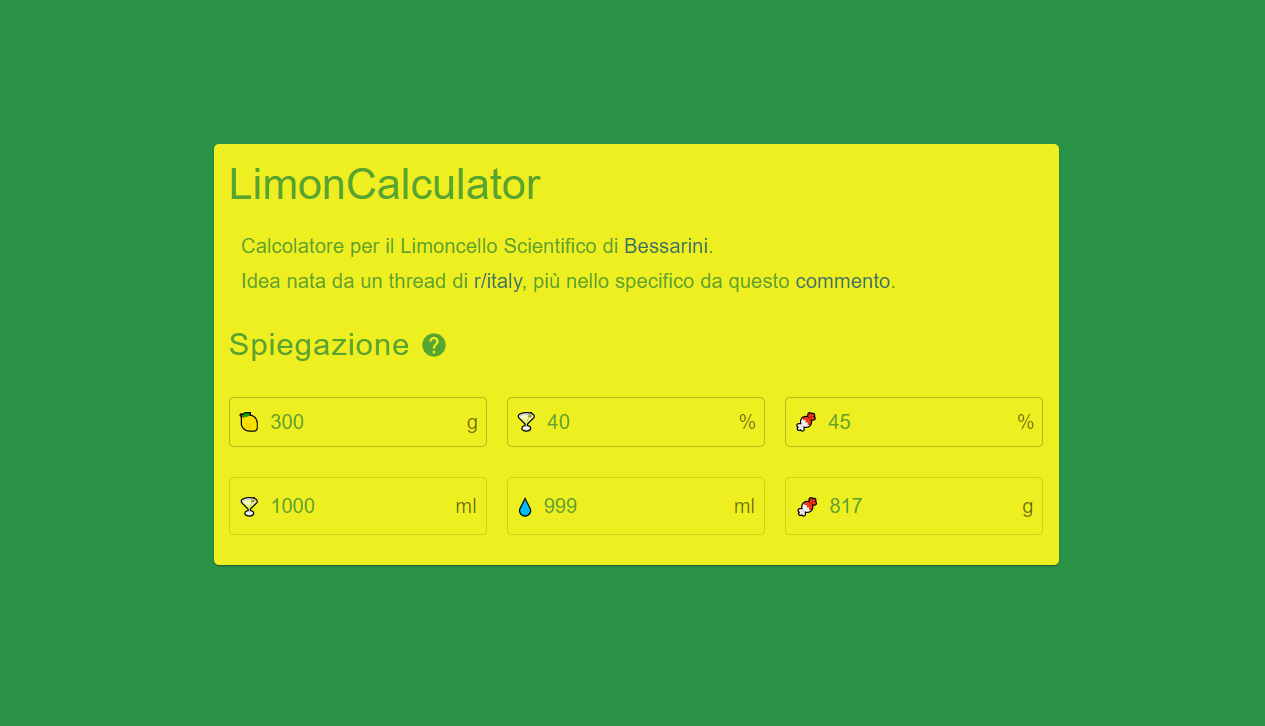 LimonCalculator
Calcolatore per il Limoncello Scientifico di Bessarini.
Idea nata da un thread di r/italy, più nello specifico da questo commento.
Spiegazione ?
300 g 40 % 45 %
1000 ml 999 ml 817 g